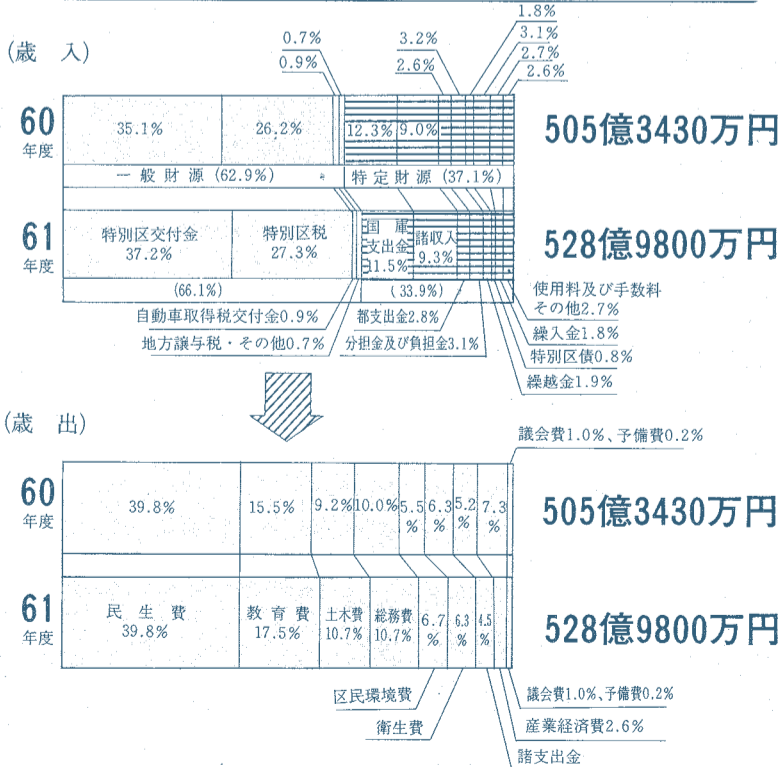 (歳 入)
0.7%
0.9%
3.2%
2.6%
1.8%
3.1%
2.7%
2.6%
60
年度
35.1%
26.2%
12.3%
9.0%
505億3430万円
一般財源 (62.9%)
特定財源 (37.1%)
61
年度
特別区交付金
37.2%
特別区税
27.3%
国庫
支出金
11.5%
諸収入
9.3%
528億9800万円
(66.1%)
(33.9%)
自動車取得税交付金0.9%
地方譲与税・その他0.7%
都支出金2.8%
分担金及び負担金3.1%
使用料及び手数料
その他2.7%
繰入金1.8%
特別区債0.8%
繰越金1.9%
(歳 出)
議会費1.0%、予備費0.2%
60
年度
39.8%
15.5%
9.2%
10.0%
5.5
%
6.3
%
5.2
%
7.3
%
505億3430万円
61
年度
民生費
39.8%
教育費
17.5%
土木費
10.7%
総務費
10.7%
6.7
%
6.3
%
4.5
%
528億9800万円
区民環境費
衛生費
議会費1.0%、予備費0.2%
産業経済費2.6%
諸支出金